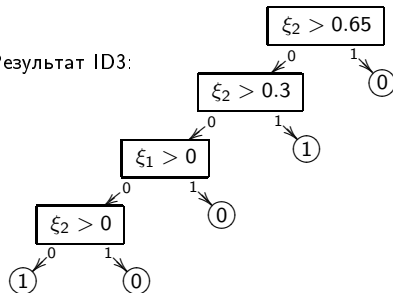 ξ₂ > 0.65
Результат ID3:
0 1
ξ₂ > 0.3 0
0 1
ξ₁ > 0 1
0 1
ξ₂ > 0 0
0 1
1 0